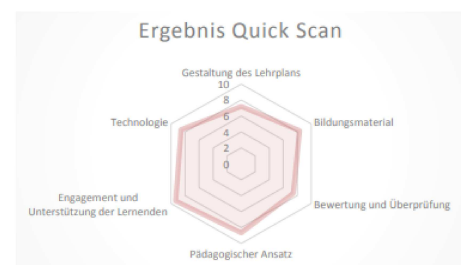 Ergebnis Quick Scan
Gestaltung des Lehrplans
10
8
6
4
2
0
Technologie
Bildungsmaterial
Engagement und
Unterstützung der Lernenden
Bewertung und Überprüfung
Pädagogischer Ansatz